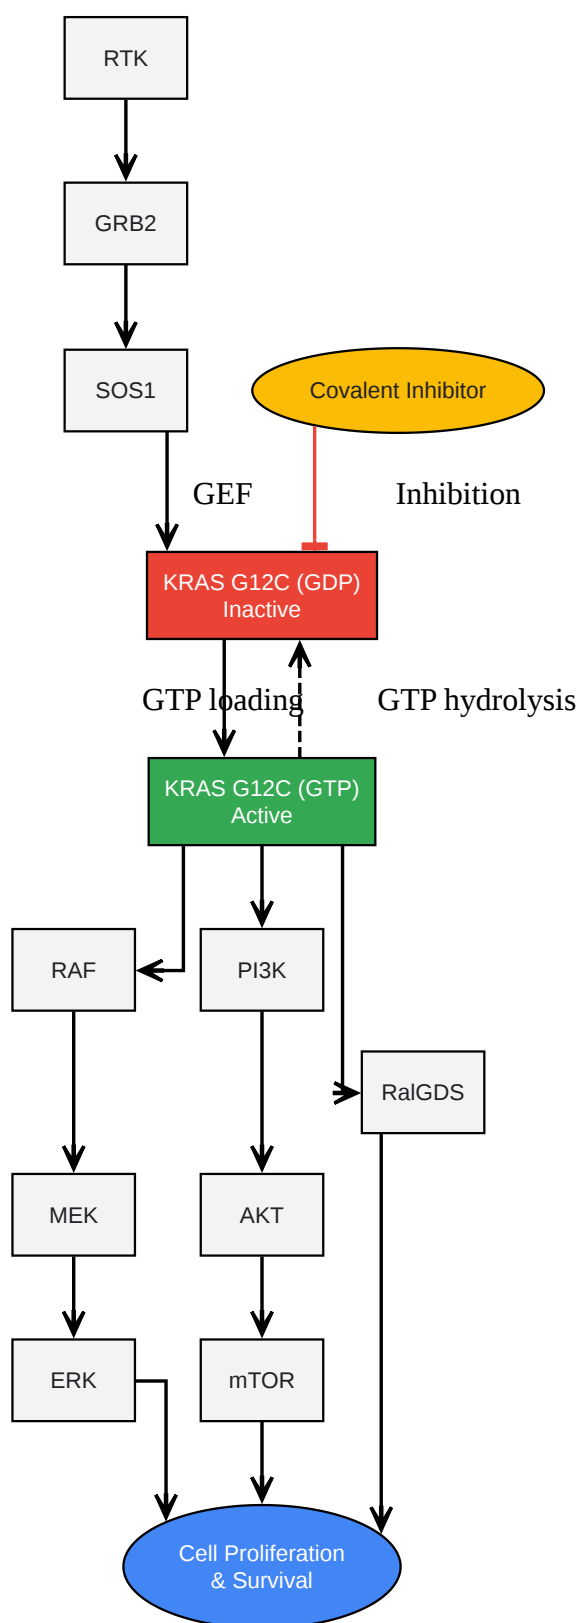 RTK
GRB2
SOS1
Covalent Inhibitor
GEF
Inhibition
KRAS G12C (GDP)
Inactive
GTP loading
GTP hydrolysis
KRAS G12C (GTP)
Active
RAF
PI3K
RalGDS
MEK
AKT
ERK
mTOR
Cell Proliferation
& Survival